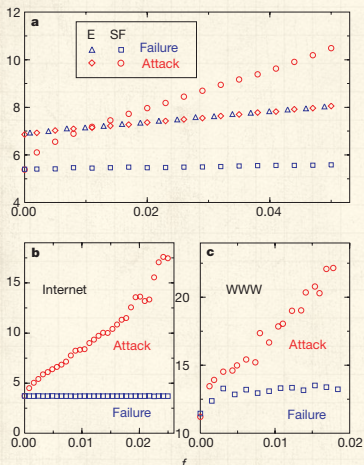 12
10
8
6
4
a
E SF
Failure
Attack
0.00 0.02 0.04
b
15
10
5
0
Internet
Attack
Failure
0.00 0.01 0.02
c
20
15
10
WWW
Attack
Failure
0.00 0.01 0.02
f